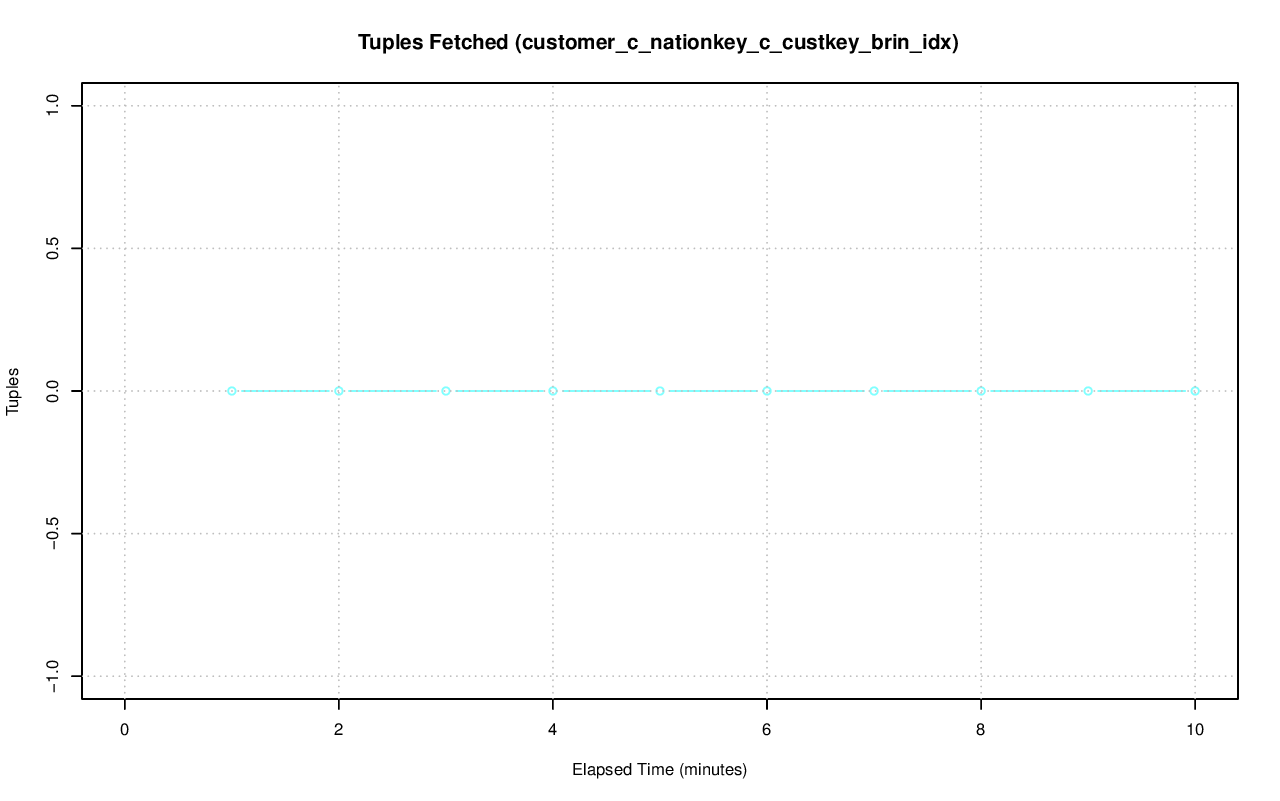 Tuples Fetched (customer_c_nationkey_c_custkey_brin_idx)
1.0
0.5
0.0
−0.5
−1.0
Tuples
0 2 4 6 8 10
Elapsed Time (minutes)